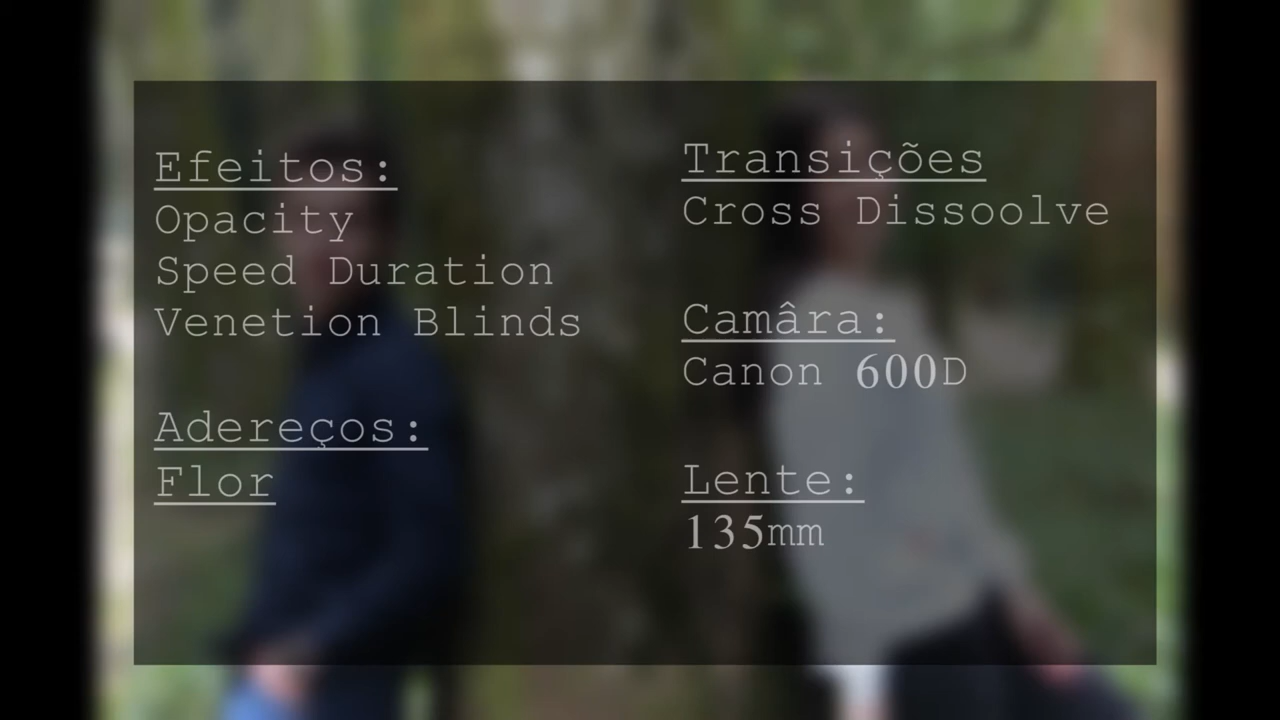 Efeitos:
Opacity
Speed Duration
Venetion Blinds
Adereços:
Flor
Transições
Cross Dissoolve
Camâra:
Canon 600D
Lente:
135mm